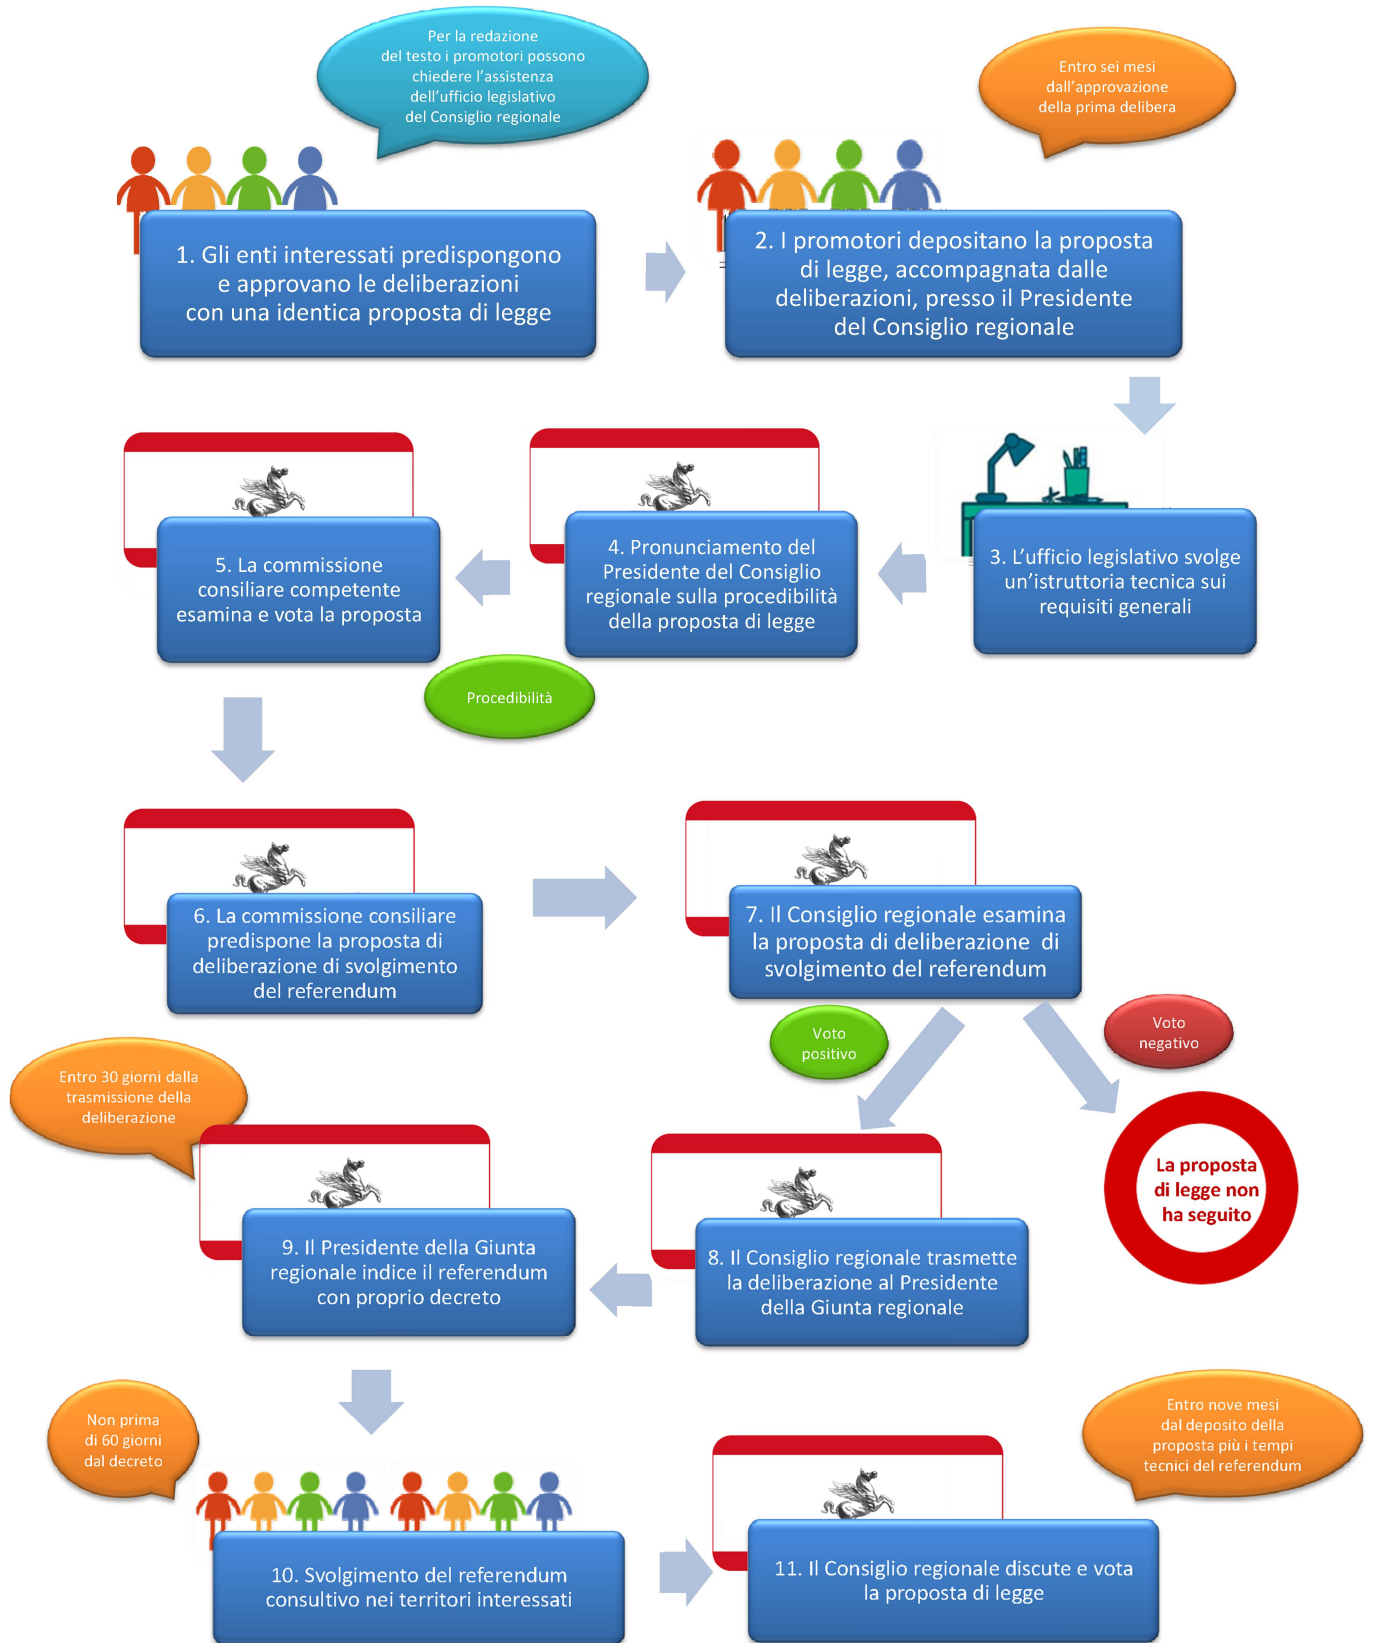 Per la redazione
del testo i promotori possono
chiedere l'assistenza
dell'ufficio legislativo
del Consiglio regionale
Entro sei mesi
dall'approvazione
della prima delibera
1. Gli enti interessati predispongono
e approvano le deliberazioni
con una identica proposta di legge
2. I promotori depositano la proposta
di legge, accompagnata dalle
deliberazioni, presso il Presidente
del Consiglio regionale
3. L'ufficio legislativo svolge
un'istruttoria tecnica sui
requisiti generali
4. Pronunciamento del
Presidente del Consiglio
regionale sulla procedibilità
della proposta di legge
5. La commissione
consiliare competente
esamina e vota la proposta
Procedibilità
6. La commissione consiliare
predispone la proposta di
deliberazione di svolgimento
del referendum
7. Il Consiglio regionale esamina
la proposta di deliberazione di
svolgimento del referendum
Voto
positivo
Voto
negativo
La proposta
di legge non
ha seguito
8. Il Consiglio regionale trasmette
la deliberazione al Presidente
della Giunta regionale
Entro 30 giorni dalla
trasmissione della
deliberazione
9. Il Presidente della Giunta
regionale indice il referendum
con proprio decreto
Non prima
di 60 giorni
dal decreto
10. Svolgimento del referendum
consultivo nei territori interessati
Entro nove mesi
dal deposito della
proposta più i tempi
tecnici del referendum
11. Il Consiglio regionale discute e vota
la proposta di legge